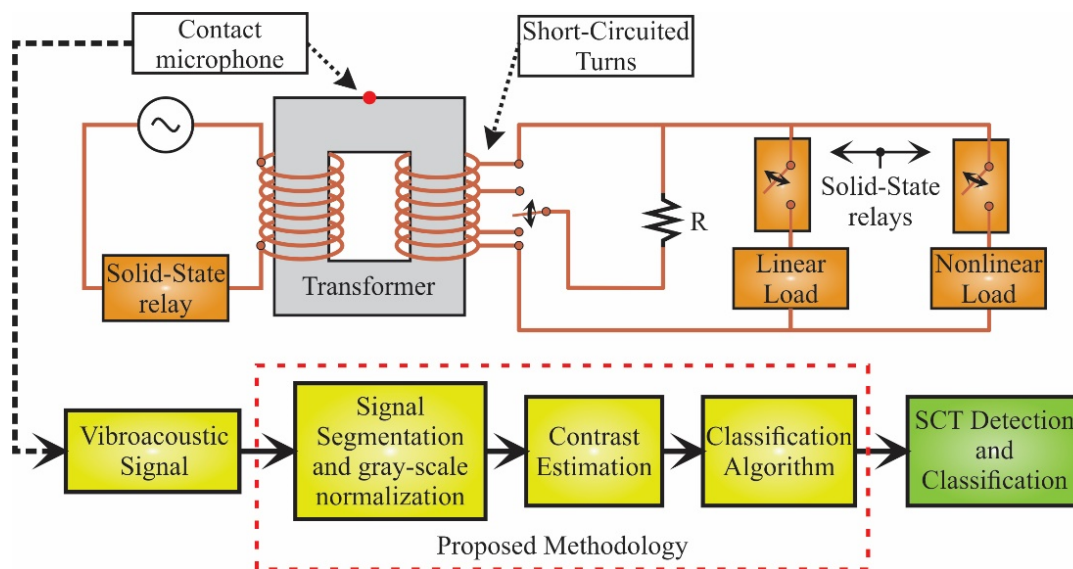 Contact
microphone
Short-Circuited
Turns
Solid-State
relays
R
Solid-State
relay
Transformer
Linear
Load
Nonlinear
Load
Vibroacoustic
Signal
Signal
Segmentation
and gray-scale
normalization
Contrast
Estimation
Classification
Algorithm
SCT Detection
and
Classification
Proposed Methodology